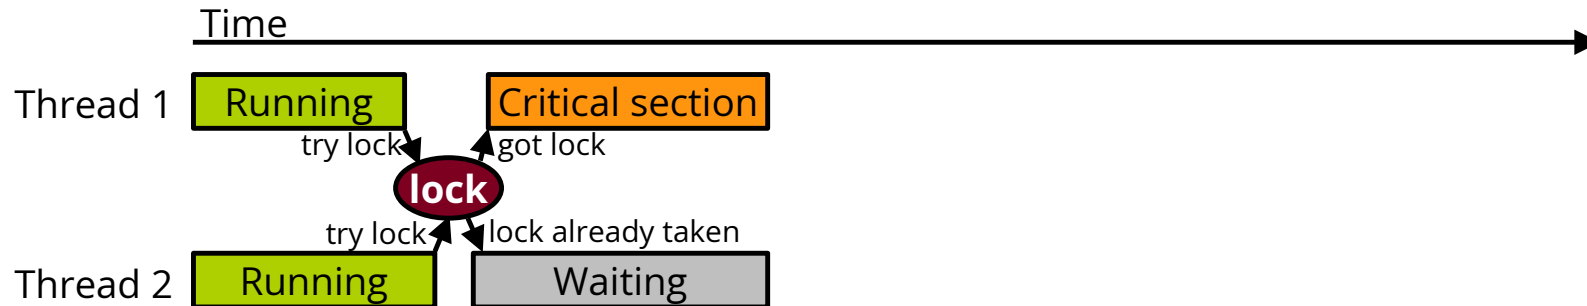 Time
Thread 1 Running Critical section
try lock got lock
lock
try lock lock already taken
Thread 2 Running Waiting